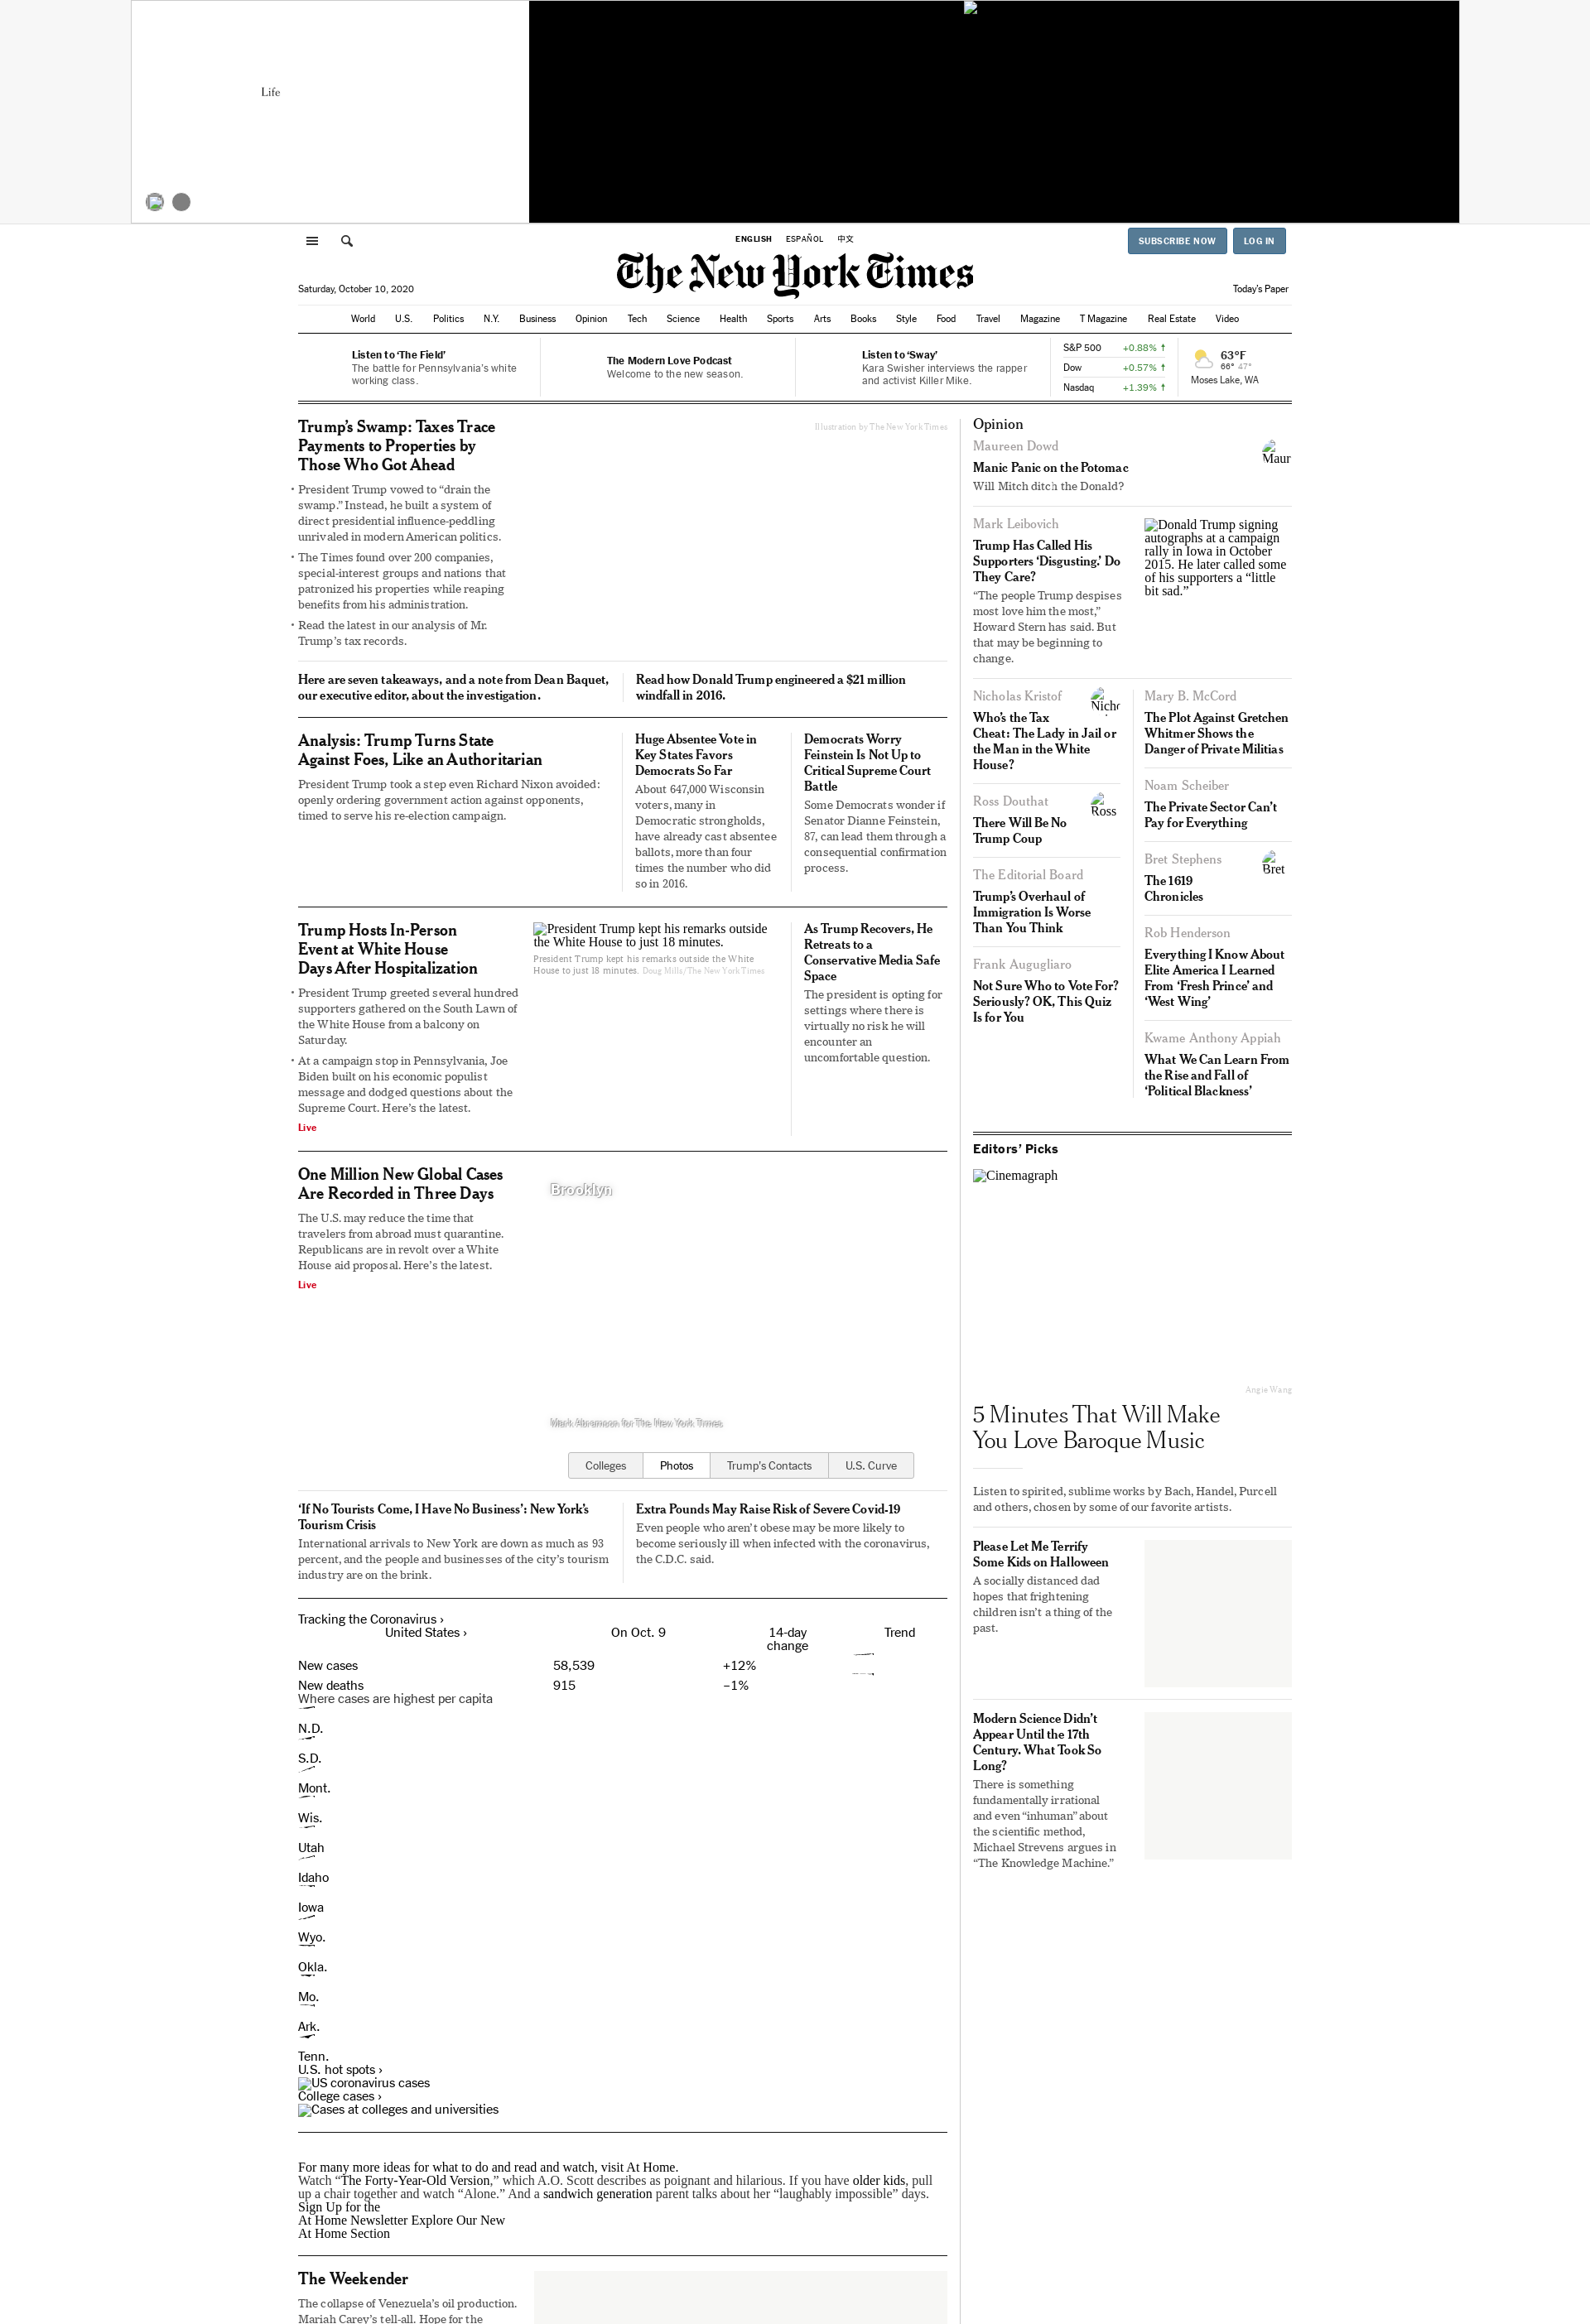 Life
ENGLISH ESPAÑOL 中文
SUBSCRIBE NOW LOG IN
The New York Times
Saturday, October 10, 2020
Today's Paper
World U.S. Politics N.Y. Business Opinion Tech Science Health Sports Arts Books Style Food Travel Magazine T Magazine Real Estate Video
Listen to ‘The Field’
The battle for Pennsylvania’s white
working class.
The Modern Love Podcast
Welcome to the new season.
Listen to ‘Sway’
Kara Swisher interviews the rapper
and activist Killer Mike.
S&P 500 +0.88% ↑
Dow +0.57% ↑
Nasdaq +1.39% ↑
63°F
66° 47°
Moses Lake, WA
Trump’s Swamp: Taxes Trace
Payments to Properties by
Those Who Got Ahead
• President Trump vowed to “drain the
swamp.” Instead, he built a system of
direct presidential influence-peddling
unrivaled in modern American politics.
• The Times found over 200 companies,
special-interest groups and nations that
patronized his properties while reaping
benefits from his administration.
• Read the latest in our analysis of Mr.
Trump’s tax records.
Illustration by The New York Times
Here are seven takeaways, and a note from Dean Baquet,
our executive editor, about the investigation.
Read how Donald Trump engineered a $21 million
windfall in 2016.
Analysis: Trump Turns State
Against Foes, Like an Authoritarian
President Trump took a step even Richard Nixon avoided:
openly ordering government action against opponents,
timed to serve his re-election campaign.
Huge Absentee Vote in
Key States Favors
Democrats So Far
About 647,000 Wisconsin
voters, many in
Democratic strongholds,
have already cast absentee
ballots, more than four
times the number who did
so in 2016.
Democrats Worry
Feinstein Is Not Up to
Critical Supreme Court
Battle
Some Democrats wonder if
Senator Dianne Feinstein,
87, can lead them through a
consequential confirmation
process.
Trump Hosts In-Person
Event at White House
Days After Hospitalization
• President Trump greeted several hundred
supporters gathered on the South Lawn of
the White House from a balcony on
Saturday.
• At a campaign stop in Pennsylvania, Joe
Biden built on his economic populist
message and dodged questions about the
Supreme Court. Here’s the latest.
Live
President Trump kept his remarks outside
the White House to just 18 minutes.
President Trump kept his remarks outside the White
House to just 18 minutes. Doug Mills/The New York Times
As Trump Recovers, He
Retreats to a
Conservative Media Safe
Space
The president is opting for
settings where there is
virtually no risk he will
encounter an
uncomfortable question.
One Million New Global Cases
Are Recorded in Three Days
The U.S. may reduce the time that
travelers from abroad must quarantine.
Republicans are in revolt over a White
House aid proposal. Here’s the latest.
Live
Brooklyn
Mark Abramson for The New York Times
Colleges Photos Trump’s Contacts U.S. Curve
‘If No Tourists Come, I Have No Business’: New York’s
Tourism Crisis
International arrivals to New York are down as much as 93
percent, and the people and businesses of the city’s tourism
industry are on the brink.
Extra Pounds May Raise Risk of Severe Covid-19
Even people who aren’t obese may be more likely to
become seriously ill when infected with the coronavirus,
the C.D.C. said.
Tracking the Coronavirus ›
United States › On Oct. 9 14-day
change Trend
New cases 58,539 +12%
New deaths 915 −1%
Where cases are highest per capita
N.D.
S.D.
Mont.
Wis.
Utah
Idaho
Iowa
Wyo.
Okla.
Mo.
Ark.
Tenn.
U.S. hot spots ›
US coronavirus cases
College cases ›
Cases at colleges and universities
For many more ideas for what to do and read and watch, visit At Home.
Watch “The Forty-Year-Old Version,” which A.O. Scott describes as poignant and hilarious. If you have older kids, pull
up a chair together and watch “Alone.” And a sandwich generation parent talks about her “laughably impossible” days.
Sign Up for the
At Home Newsletter Explore Our New
At Home Section
The Weekender
The collapse of Venezuela’s oil production.
Mariah Carey’s tell-all. Hope for the
Opinion
Maureen Dowd
Manic Panic on the Potomac
Will Mitch ditch the Donald?
Maur
Mark Leibovich
Trump Has Called His
Supporters ‘Disgusting.’ Do
They Care?
“The people Trump despises
most love him the most,”
Howard Stern has said. But
that may be beginning to
change.
Donald Trump signing
autographs at a campaign
rally in Iowa in October
2015. He later called some
of his supporters a “little
bit sad.”
Nicholas Kristof
Who’s the Tax
Cheat: The Lady in Jail or
the Man in the White
House?
Nicho
Ross Douthat
There Will Be No
Trump Coup
Ross
The Editorial Board
Trump’s Overhaul of
Immigration Is Worse
Than You Think
Frank Augugliaro
Not Sure Who to Vote For?
Seriously? OK, This Quiz
Is for You
Mary B. McCord
The Plot Against Gretchen
Whitmer Shows the
Danger of Private Militias
Noam Scheiber
The Private Sector Can’t
Pay for Everything
Bret Stephens
The 1619
Chronicles
Bret
Rob Henderson
Everything I Know About
Elite America I Learned
From ‘Fresh Prince’ and
‘West Wing’
Kwame Anthony Appiah
What We Can Learn From
the Rise and Fall of
‘Political Blackness’
Editors’ Picks
Cinemagraph
Angie Wang
5 Minutes That Will Make
You Love Baroque Music
Listen to spirited, sublime works by Bach, Handel, Purcell
and others, chosen by some of our favorite artists.
Please Let Me Terrify
Some Kids on Halloween
A socially distanced dad
hopes that frightening
children isn’t a thing of the
past.
Modern Science Didn’t
Appear Until the 17th
Century. What Took So
Long?
There is something
fundamentally irrational
and even “inhuman” about
the scientific method,
Michael Strevens argues in
“The Knowledge Machine.”